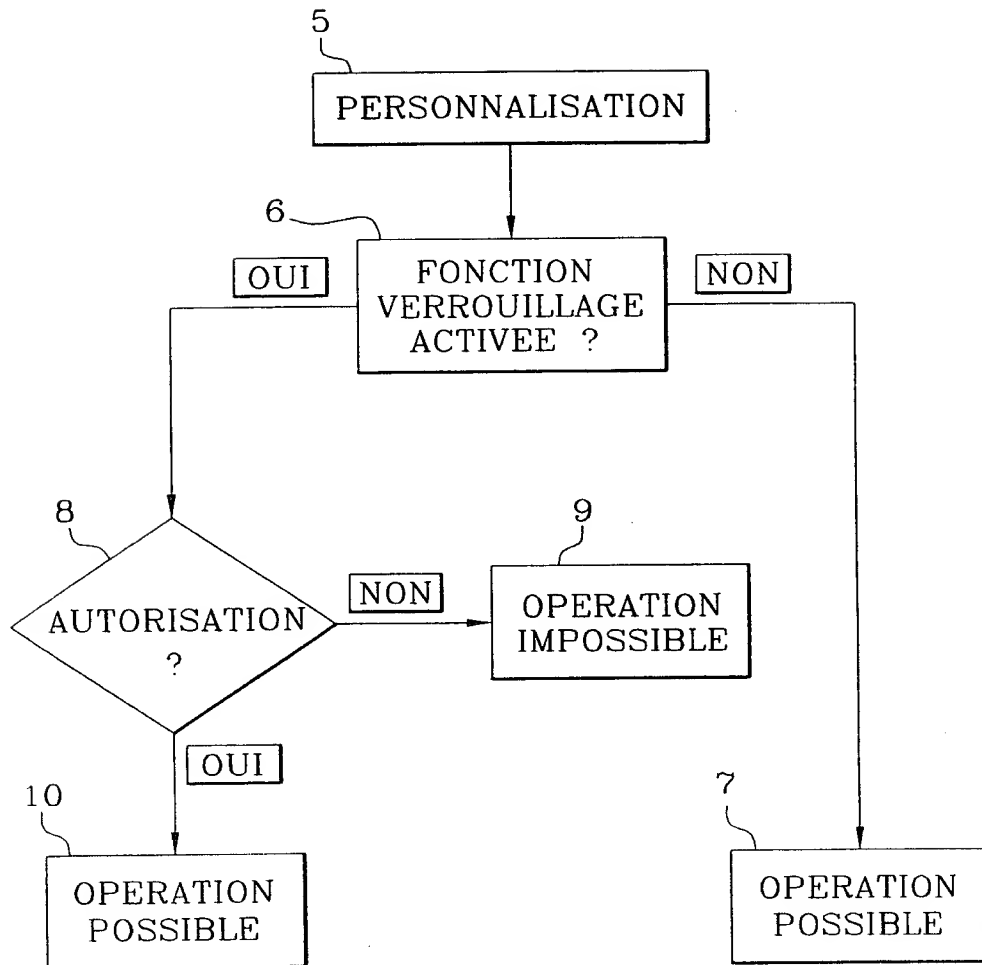 5
PERSONNALISATION
6
FONCTION
VERROUILLAGE
ACTIVEE ?
OUI
NON
8
AUTORISATION
?
NON
9
OPERATION
IMPOSSIBLE
OUI
10
OPERATION
POSSIBLE
7
OPERATION
POSSIBLE